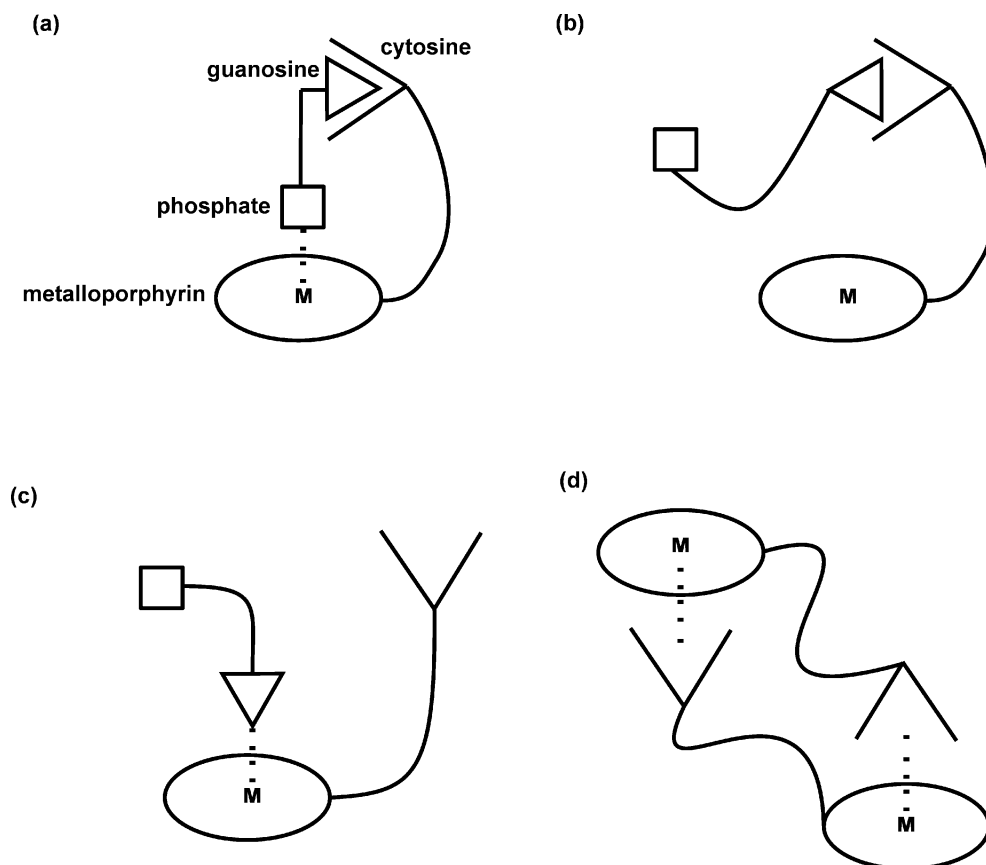 (a)
cytosine
guanosine
phosphate
metalloporphyrin
M
(b)
M
(c)
M
(d)
M
M